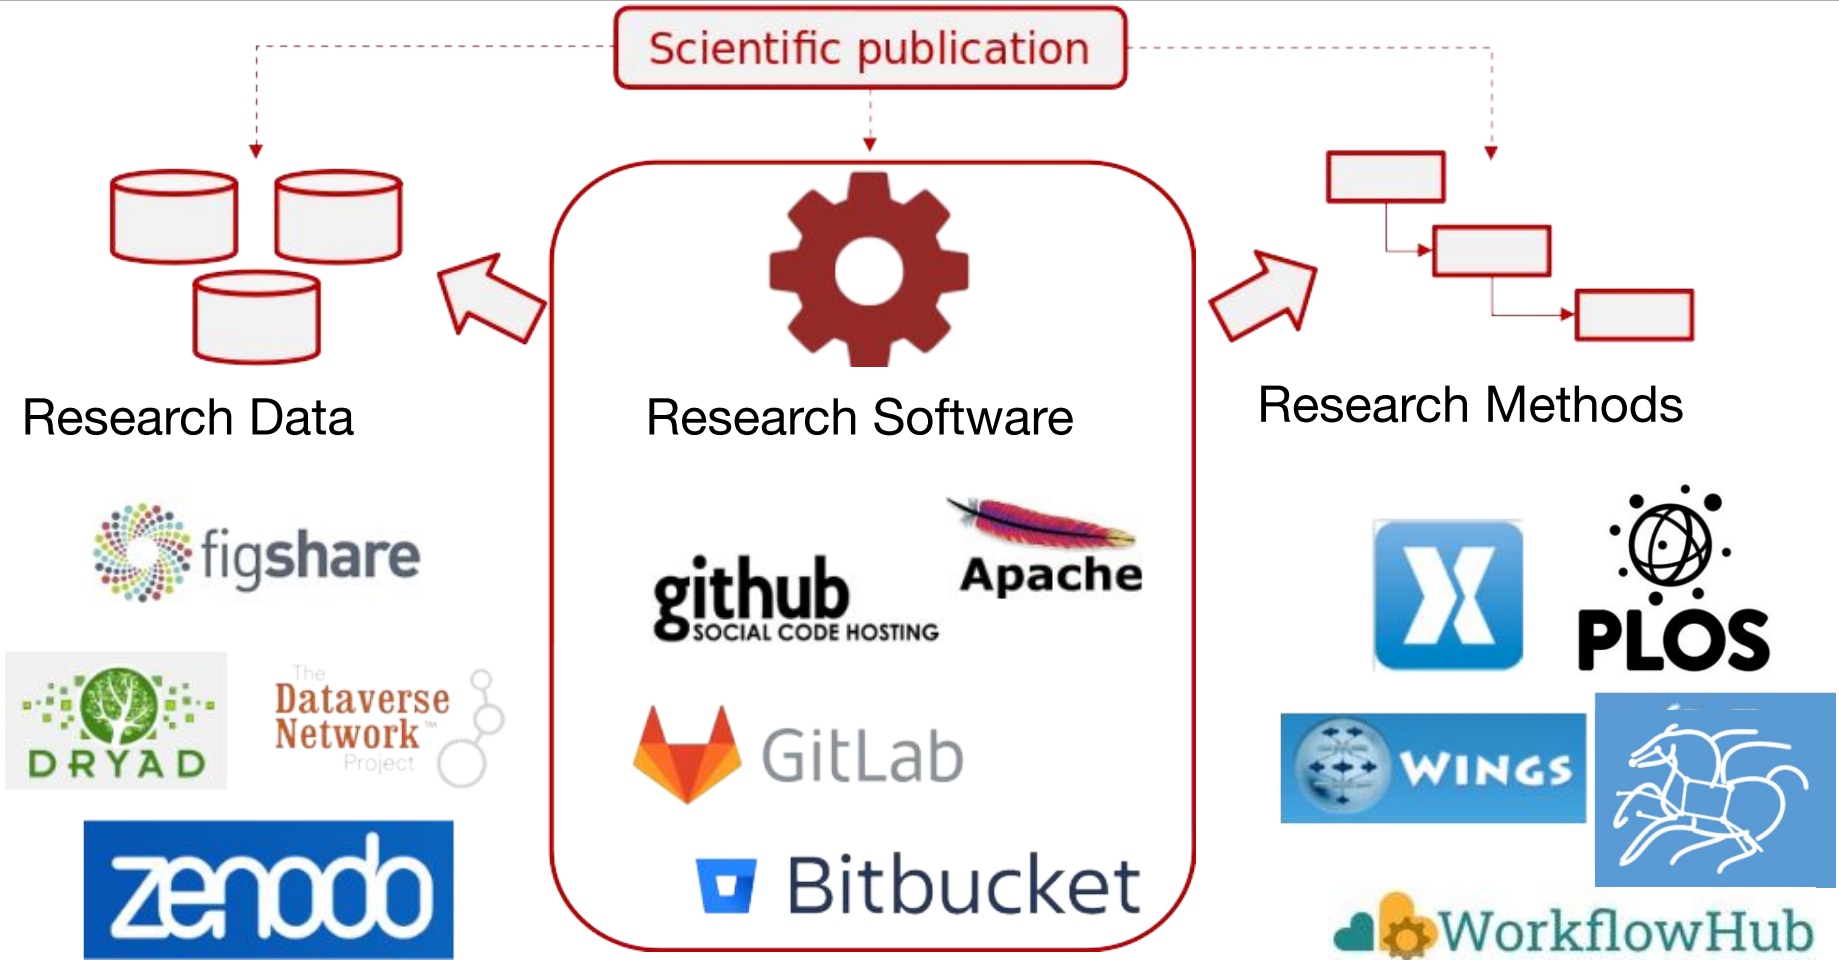 Scientific publication
Research Data
Research Software
Research Methods
figshare
DRYAD
The
Dataverse
Network™
Project
zenodo
github
SOCIAL CODE HOSTING
Apache
GitLab
Bitbucket
X
PLOS
WINGS
WorkflowHub